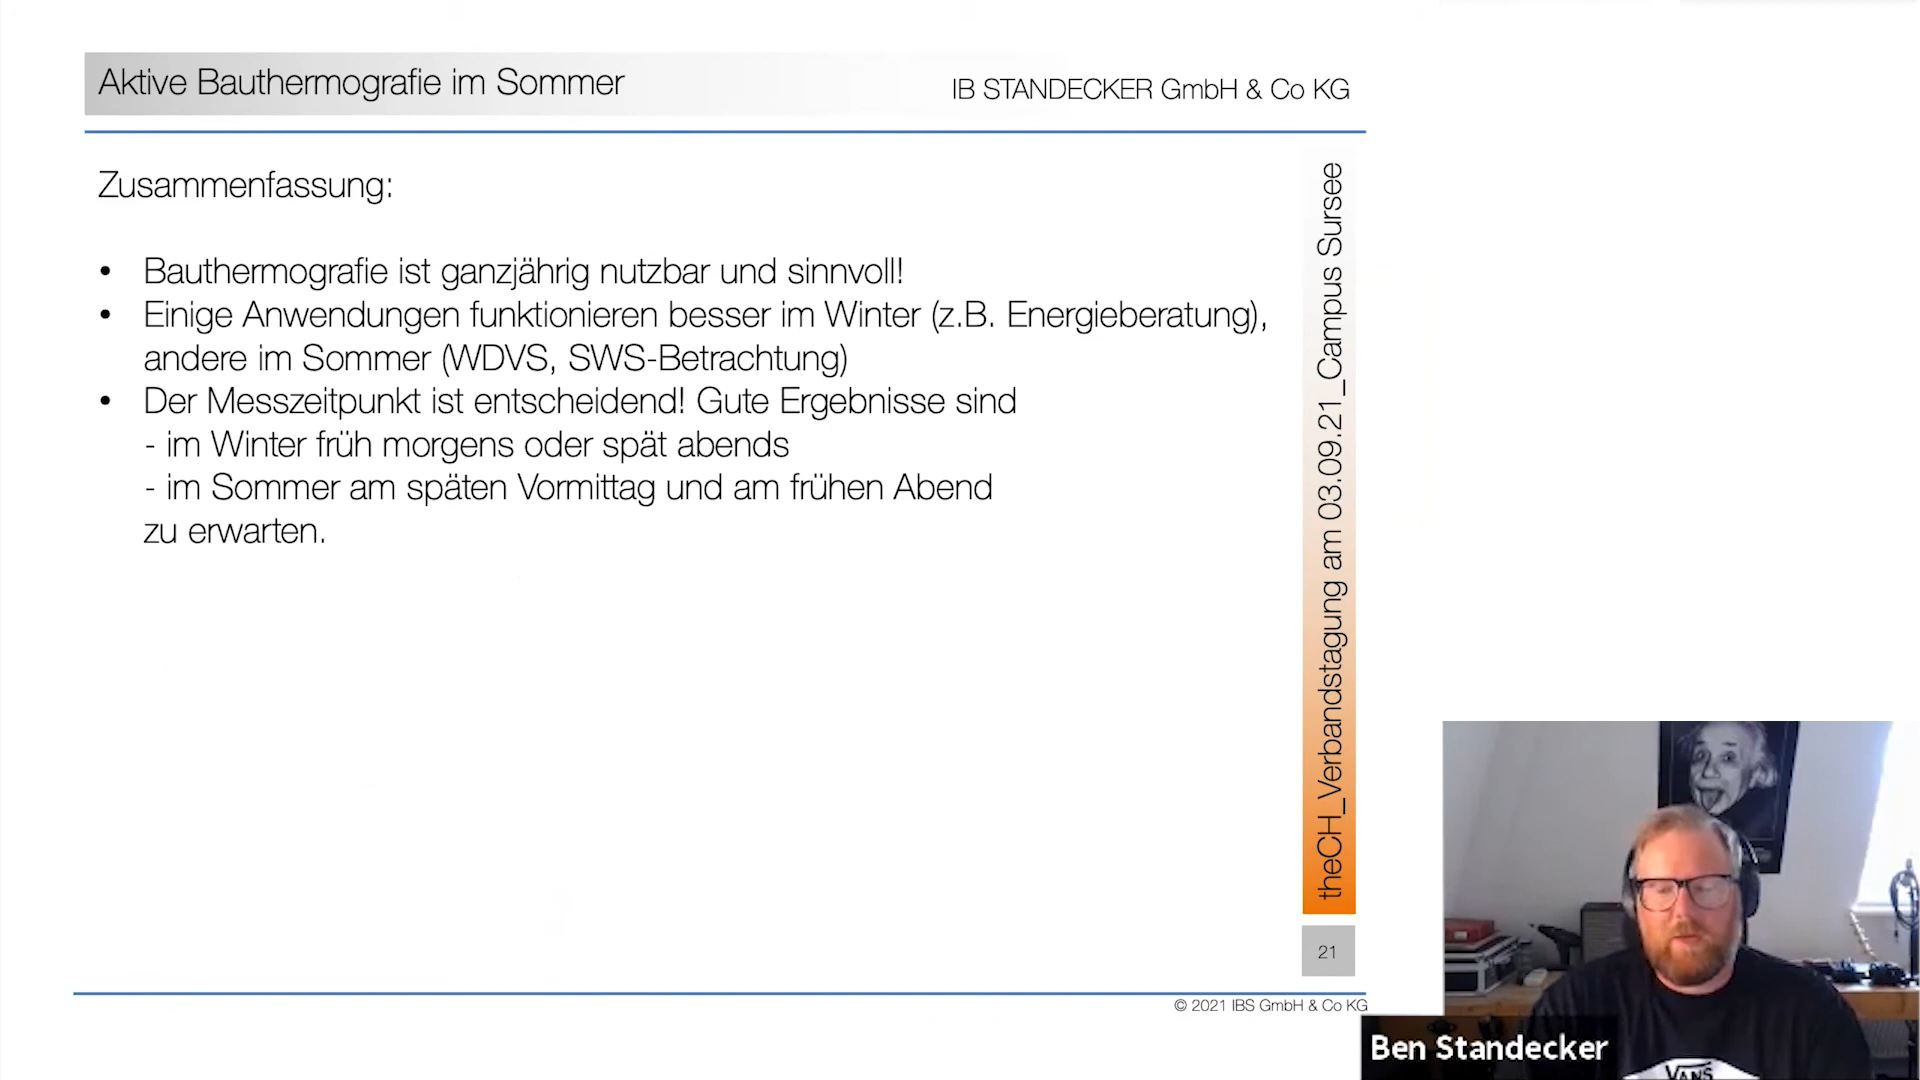 Aktive Bauthermografie im Sommer
IB STANDECKER GmbH & Co KG
Zusammenfassung:
• Bauthermografie ist ganzjährig nutzbar und sinnvoll!
• Einige Anwendungen funktionieren besser im Winter (z.B. Energieberatung),
andere im Sommer (WDVS, SWS-Betrachtung)
• Der Messzeitpunkt ist entscheidend! Gute Ergebnisse sind
- im Winter früh morgens oder spät abends
- im Sommer am späten Vormittag und am frühen Abend
zu erwarten.
theCH_Verbandstagung am 03.09.21_Campus Sursee
21
© 2021 IBS GmbH & Co KG
Ben Standecker
VANS